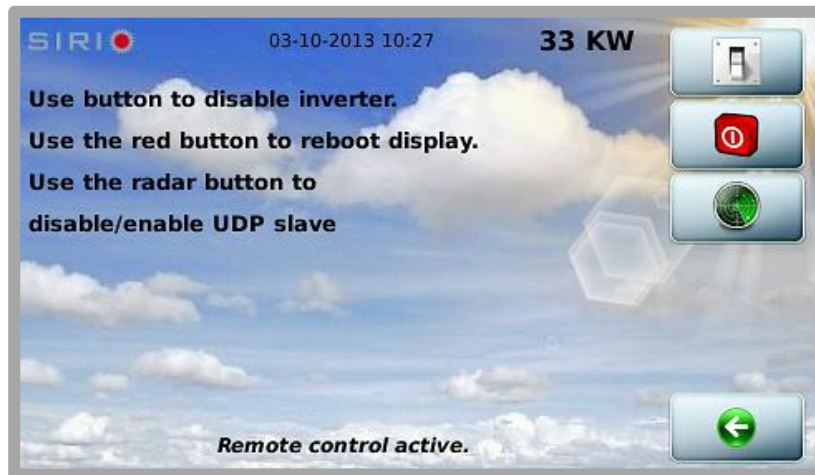 SIRIO
03-10-2013 10:27
33 KW
Use button to disable inverter.
Use the red button to reboot display.
Use the radar button to
disable/enable UDP slave
Remote control active.